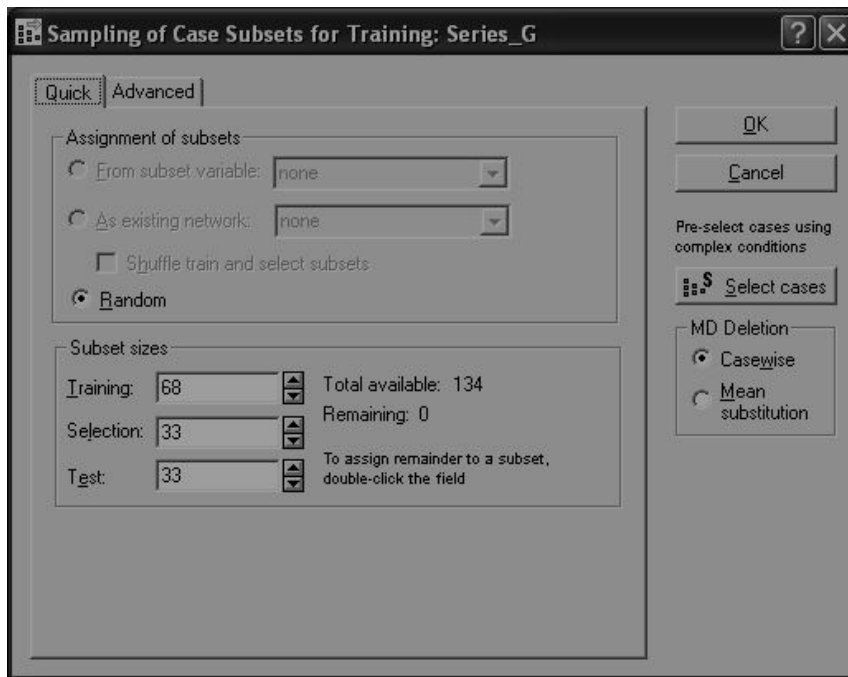 Sampling of Case Subsets for Training: Series_G
Quick
Advanced
Assignment of subsets
From subset variable:
none
As existing network:
none
Shuffle train and select subsets
Random
Subset sizes
Training:
68
Total available: 134
Remaining: 0
Selection:
33
Test:
33
To assign remainder to a subset,
double-click the field
OK
Cancel
Pre-select cases using
complex conditions
S Select cases
MD Deletion
Casewise
Mean
substitution